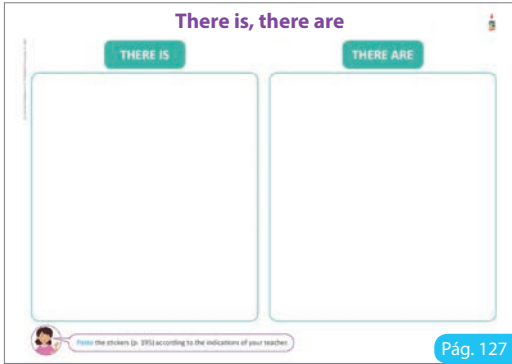 There is, there are
THERE IS
THERE ARE
Paste the stickers (p. 395) according to the indications of your teacher.
Pág. 127